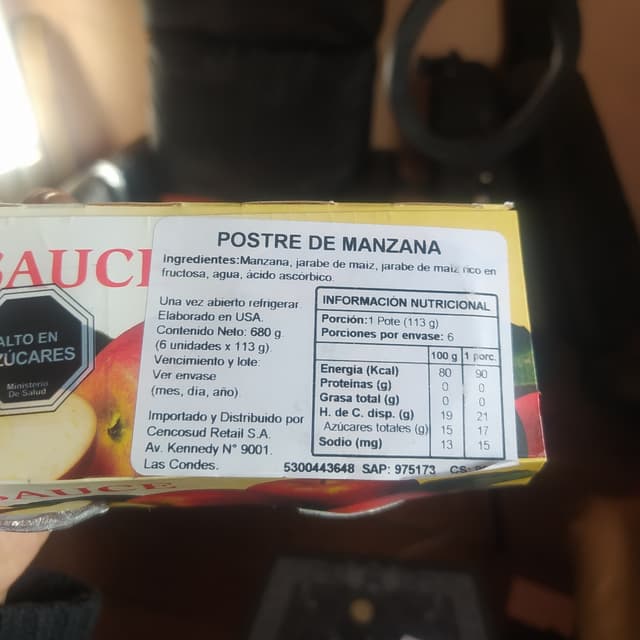 SAUCE
ALTO EN
AZÚCARES
Ministerio
De Salud
POSTRE DE MANZANA
Ingredientes:Manzana, jarabe de maiz, jarabe de maiz rico en
fructosa, agua, ácido ascórbico.
Una vez abierto refrigerar.
Elaborado en USA.
Contenido Neto: 680 g.
(6 unidades x 113 g).
Vencimiento y lote:
Ver envase
(mes, día, año).
Importado y Distribuido por
Cencosud Retail S.A.
Av. Kennedy N° 9001.
Las Condes.
INFORMACIÓN NUTRICIONAL
Porción:1 Pote (113 g)
Porciones por envase: 6
100 g 1 porc.
Energía (Kcal) 80 90
Proteínas (g) 0 0
Grasa total (g) 0 0
H. de C. disp. (g) 19 21
Azúcares totales (g) 15 17
Sodio (mg) 13 15
5300443648 SAP: 975173 CS:
SAUCE